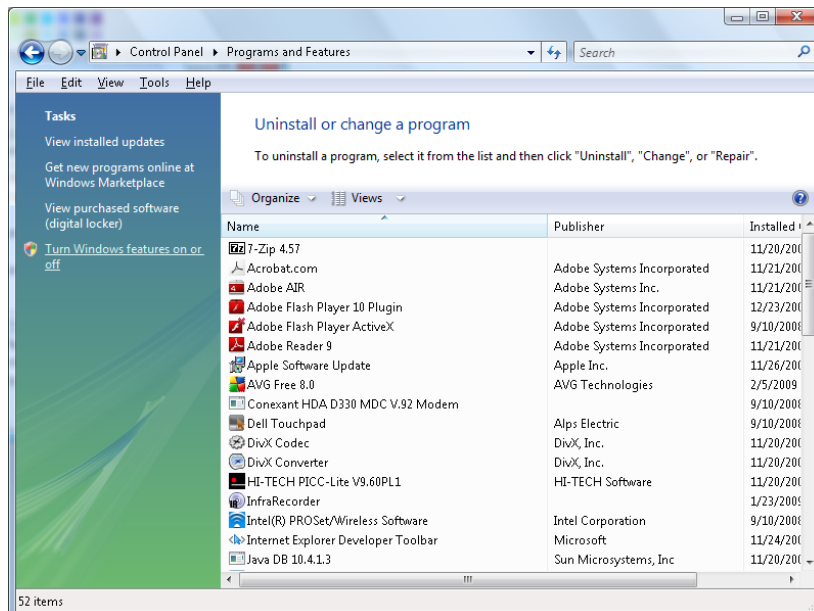 Control Panel Programs and Features Search
File Edit View Tools Help
Tasks
View installed updates
Get new programs online at
Windows Marketplace
View purchased software
(digital locker)
Turn Windows features on or
off
Uninstall or change a program
To uninstall a program, select it from the list and then click "Uninstall", "Change", or "Repair".
Organize Views
Name Publisher Installed
7-Zip 4.57 11/20/200
Acrobat.com Adobe Systems Incorporated 11/21/200
Adobe AIR Adobe Systems Inc. 11/21/200
Adobe Flash Player 10 Plugin Adobe Systems Incorporated 12/23/200
Adobe Flash Player ActiveX Adobe Systems Incorporated 9/10/2008
Adobe Reader 9 Adobe Systems Incorporated 11/21/200
Apple Software Update Apple Inc. 11/26/200
AVG Free 8.0 AVG Technologies 2/5/2009
Conexant HDA D330 MDC V.92 Modem 9/10/2008
Dell Touchpad Alps Electric 9/10/2008
DivX Codec DivX, Inc. 11/20/200
DivX Converter DivX, Inc. 11/20/200
HI-TECH PICC-Lite V9.60PL1 HI-TECH Software 11/20/200
InfraRecorder 1/23/2009
Intel(R) PROSet/Wireless Software Intel Corporation 9/10/2008
Internet Explorer Developer Toolbar Microsoft 11/24/200
Java DB 10.4.1.3 Sun Microsystems, Inc 11/20/200
52 items